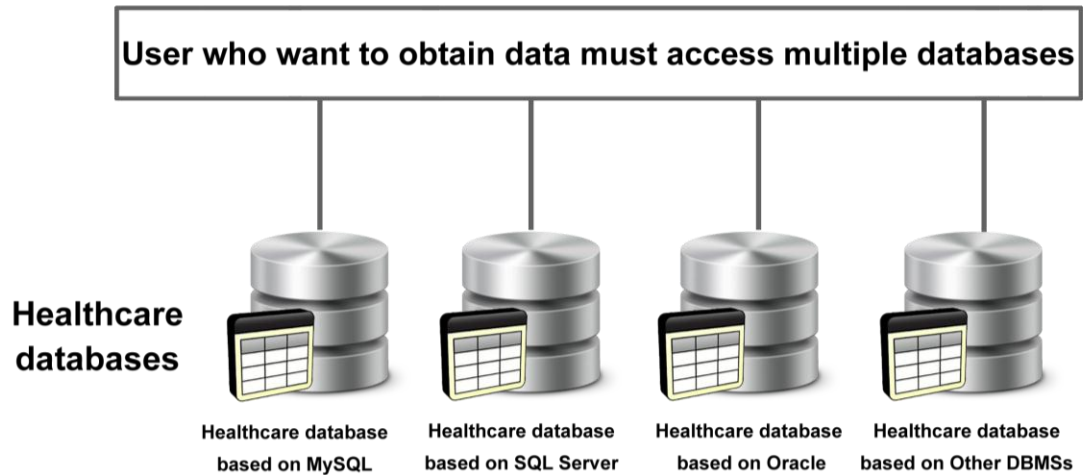 User who want to obtain data must access multiple databases
Healthcare
databases
Healthcare database
based on MySQL
Healthcare database
based on SQL Server
Healthcare database
based on Oracle
Healthcare database
based on Other DBMSs